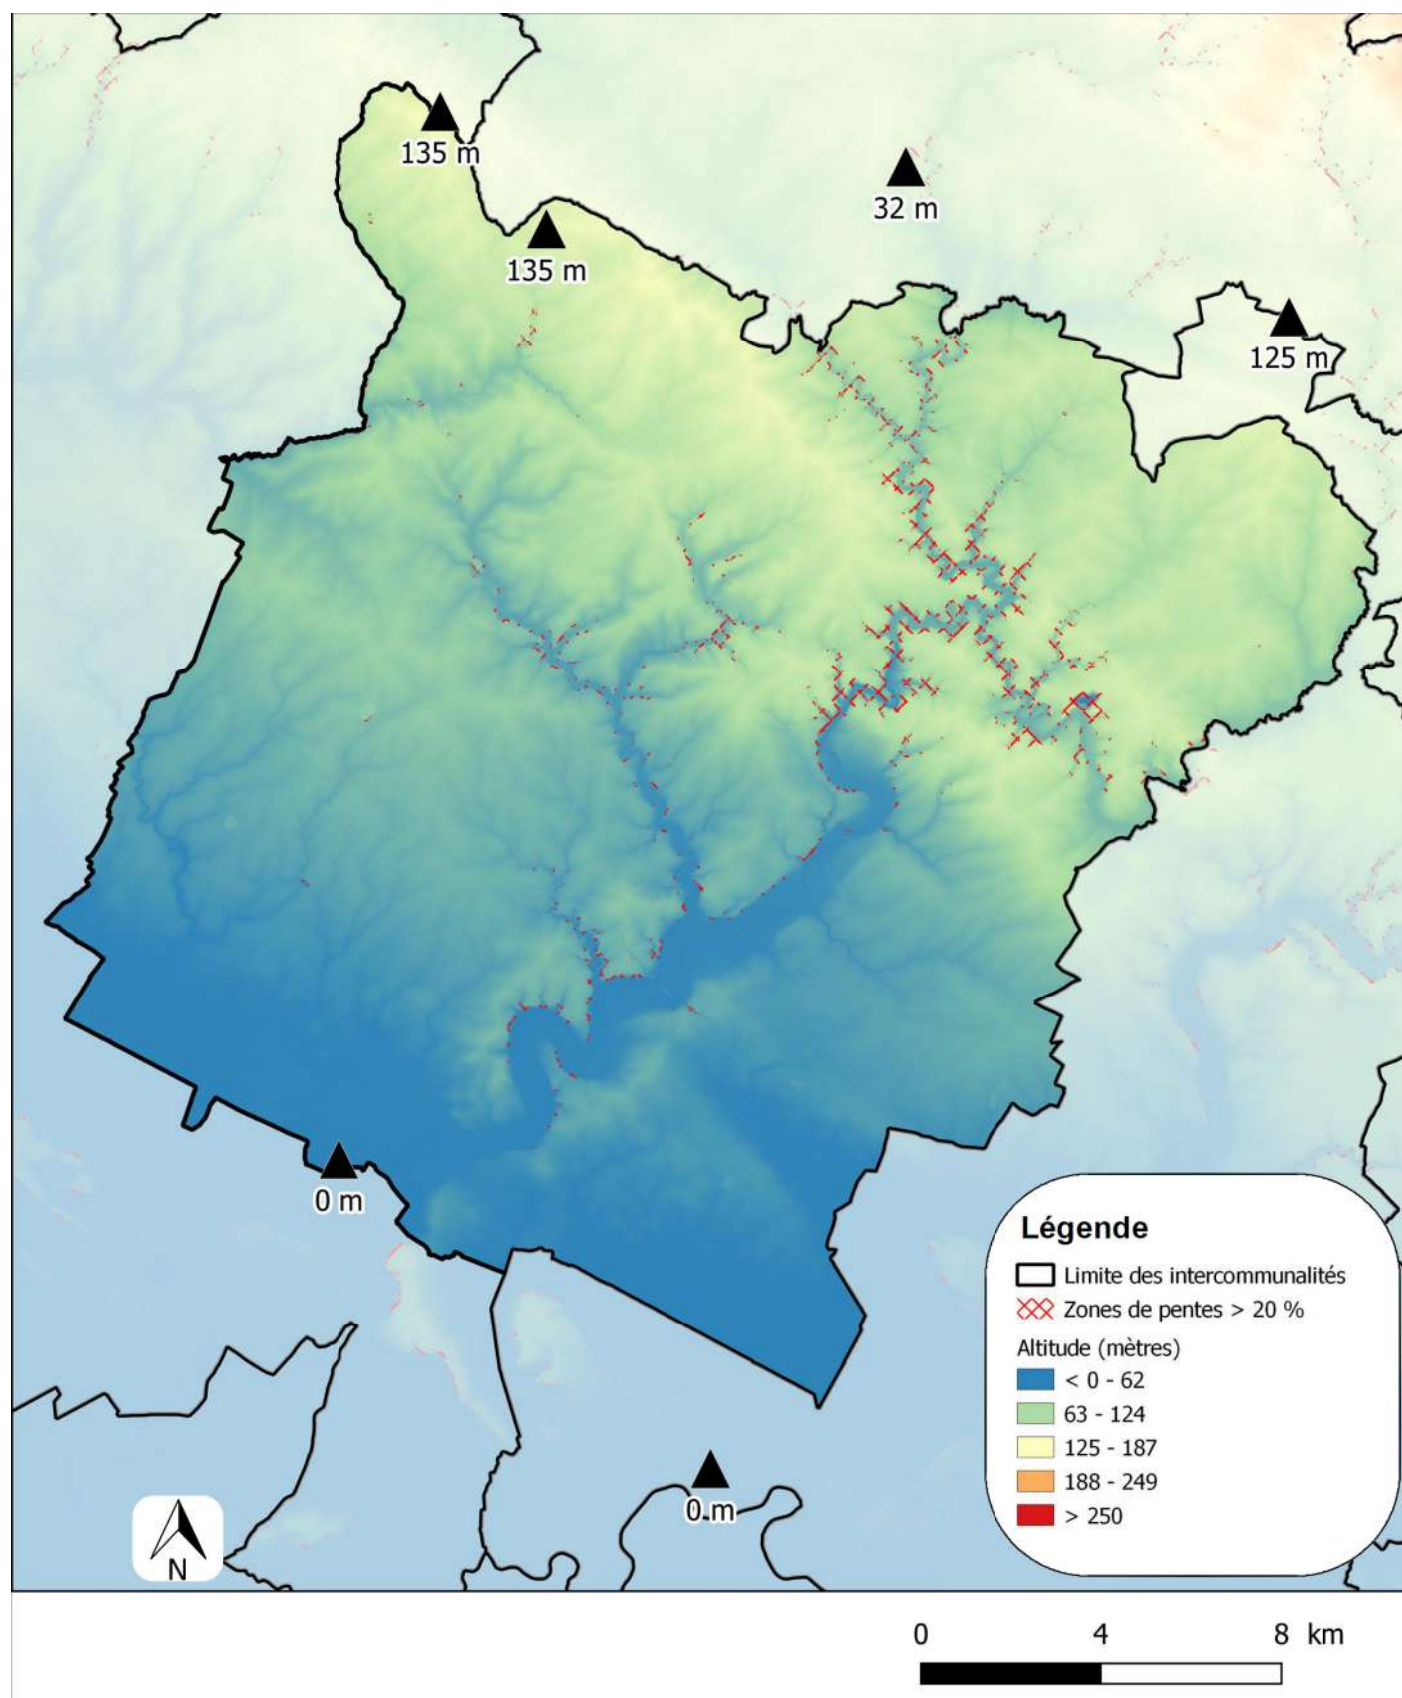 135 m
32 m
135 m
125 m
0 m
Légende
Limite des intercommunalités
Zones de pentes > 20 %
Altitude (mètres)
< 0 - 62
63 - 124
125 - 187
188 - 249
> 250
0 m
N
0 4 8 km